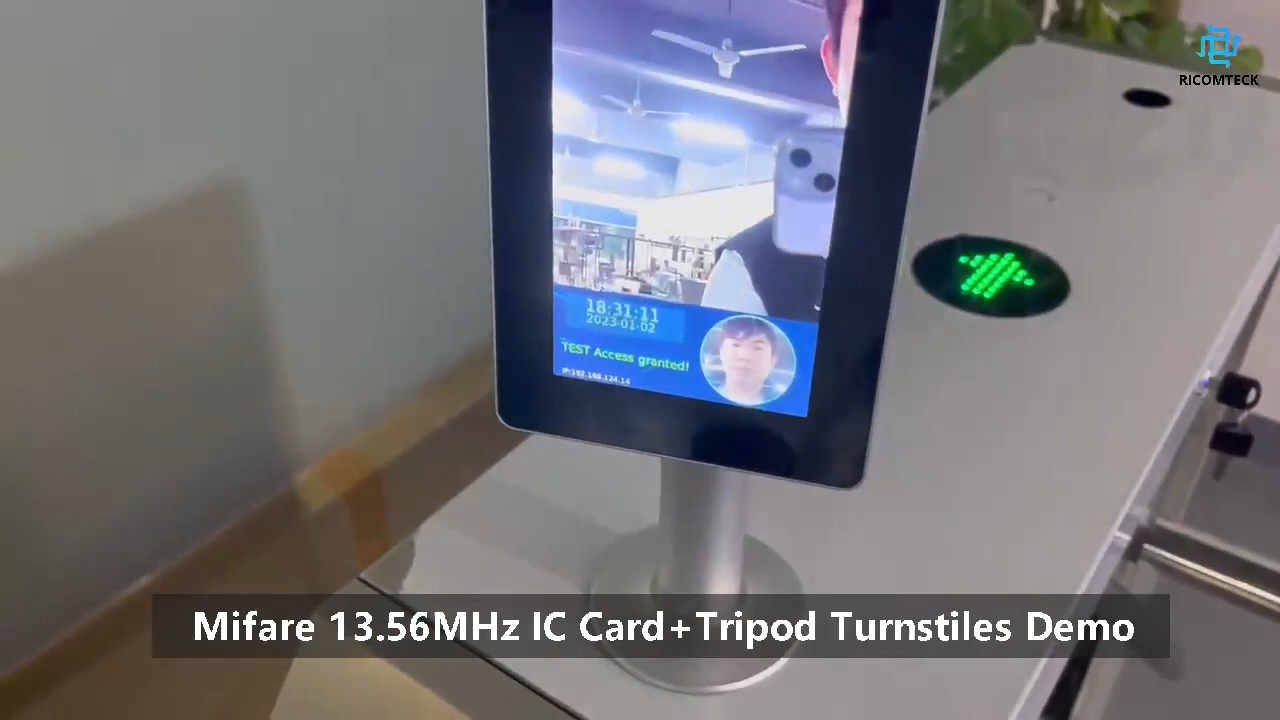 RICOMTECK
18:31:11
2023-01-02
TEST Access granted!
IP:192.168.124.14
Mifare 13.56MHz IC Card+Tripod Turnstiles Demo